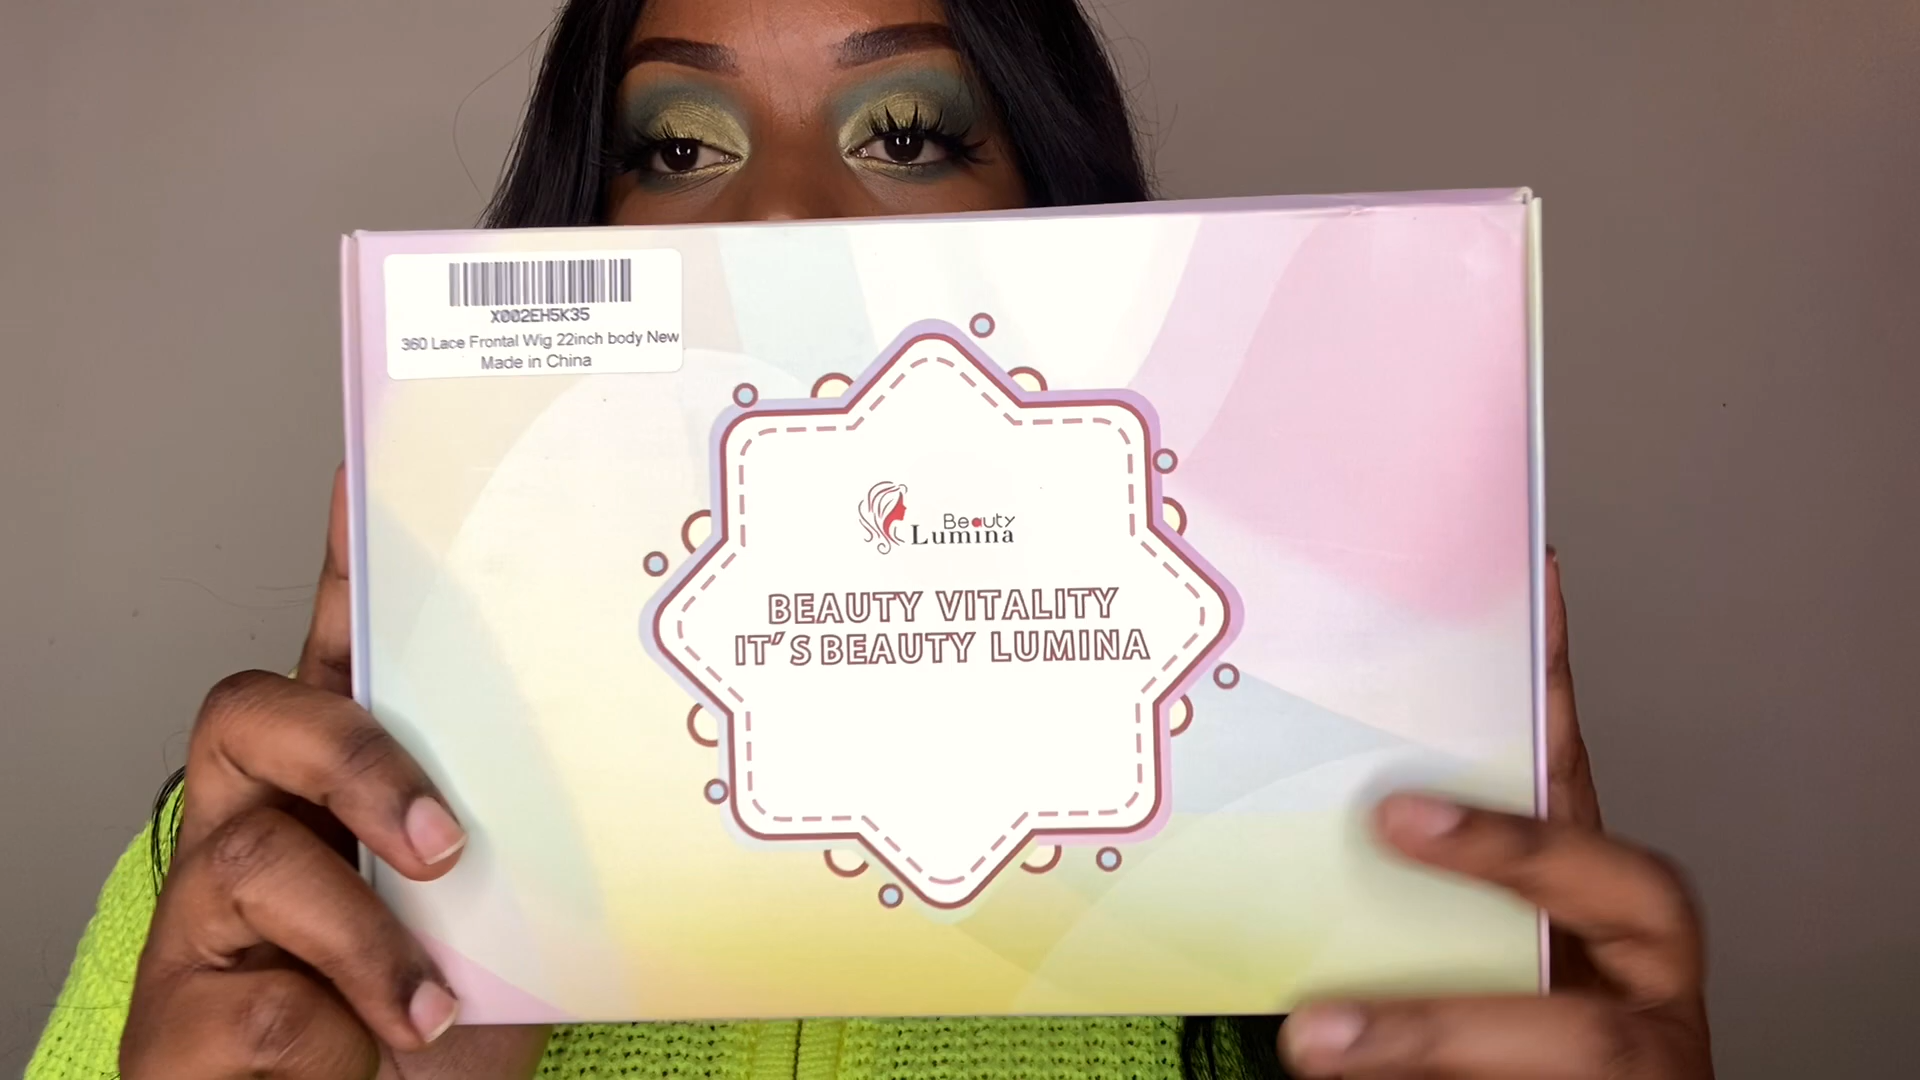 X002EH5K35
360 Lace Frontal Wig 22inch body New
Made in China
Beauty
Lumina
BEAUTY VITALITY
IT'S BEAUTY LUMINA